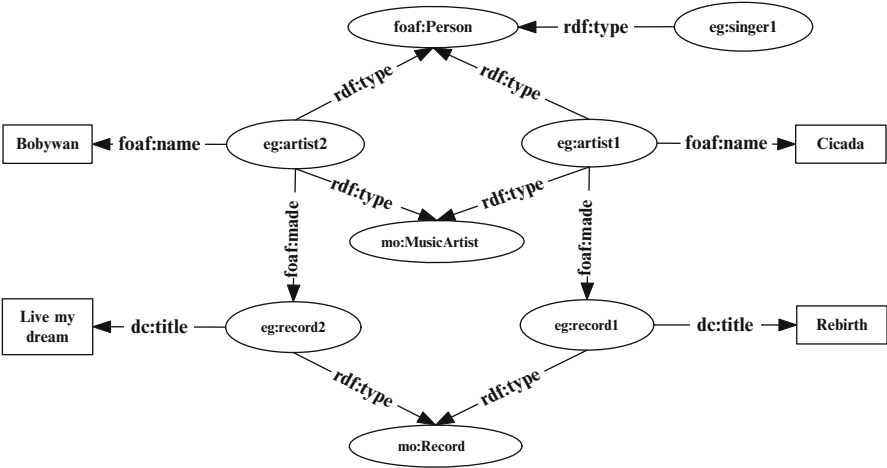 foaf:Person
rdf:type
eg:singer1
rdf:type
rdf:type
Bobywan
foaf:name
eg:artist2
eg:artist1
foaf:name
Cicada
rdf:type
rdf:type
foaf:made
foaf:made
mo:MusicArtist
Live my
dream
dc:title
eg:record2
eg:record1
dc:title
Rebirth
rdf:type
rdf:type
mo:Record